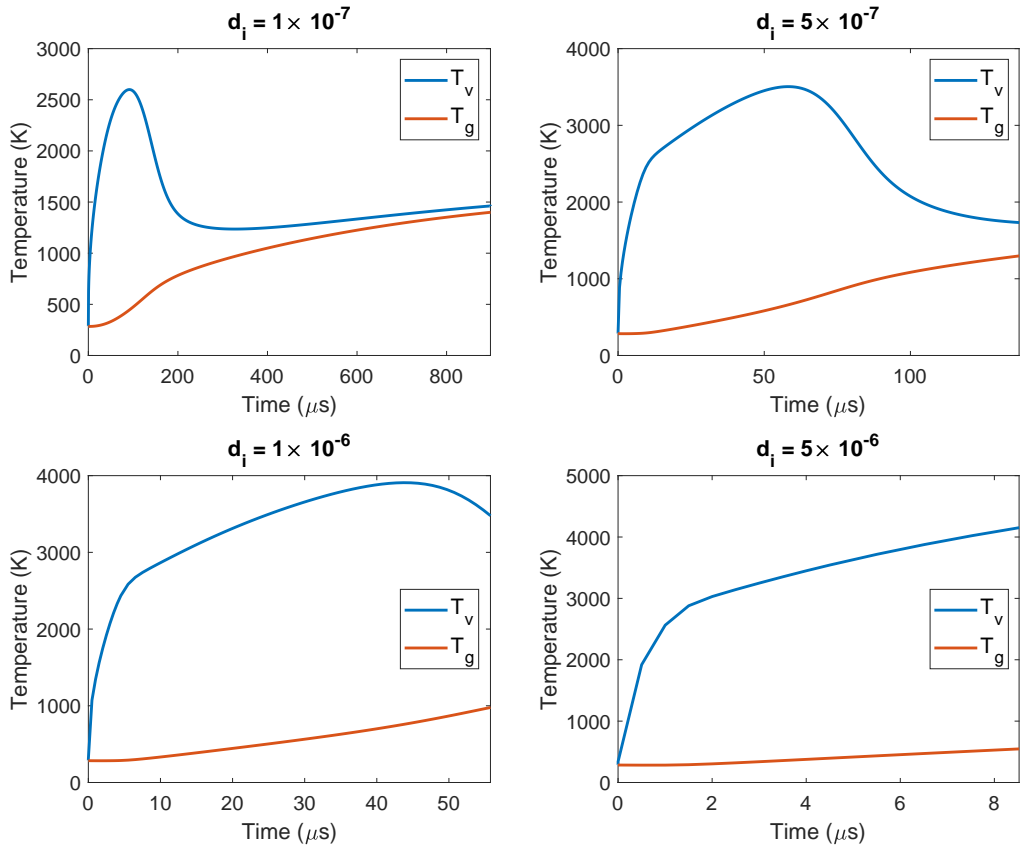 d_i = 1× 10^-7
3000
2500
2000
1500
1000
500
0
Temperature (K)
T_v
T_g
0 200 400 600 800
Time (μs)
d_i = 5× 10^-7
4000
3000
2000
1000
0
Temperature (K)
T_v
T_g
0 50 100
Time (μs)
d_i = 1× 10^-6
4000
3000
2000
1000
0
Temperature (K)
T_v
T_g
0 10 20 30 40 50
Time (μs)
d_i = 5× 10^-6
5000
4000
3000
2000
1000
0
Temperature (K)
T_v
T_g
0 2 4 6 8
Time (μs)